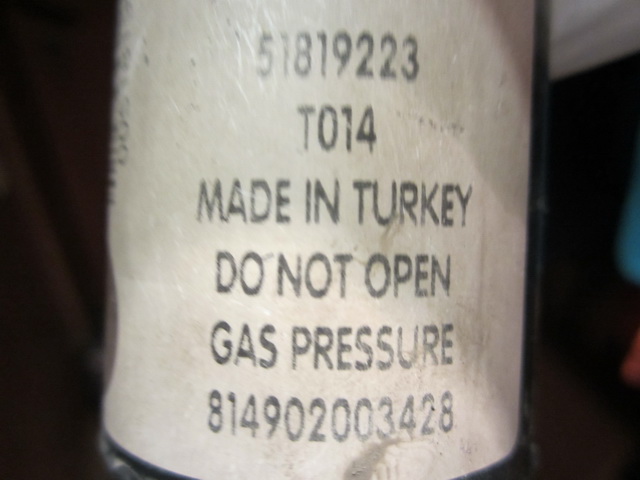 51819223
T014
MADE IN TURKEY
DO NOT OPEN
GAS PRESSURE
814902003428